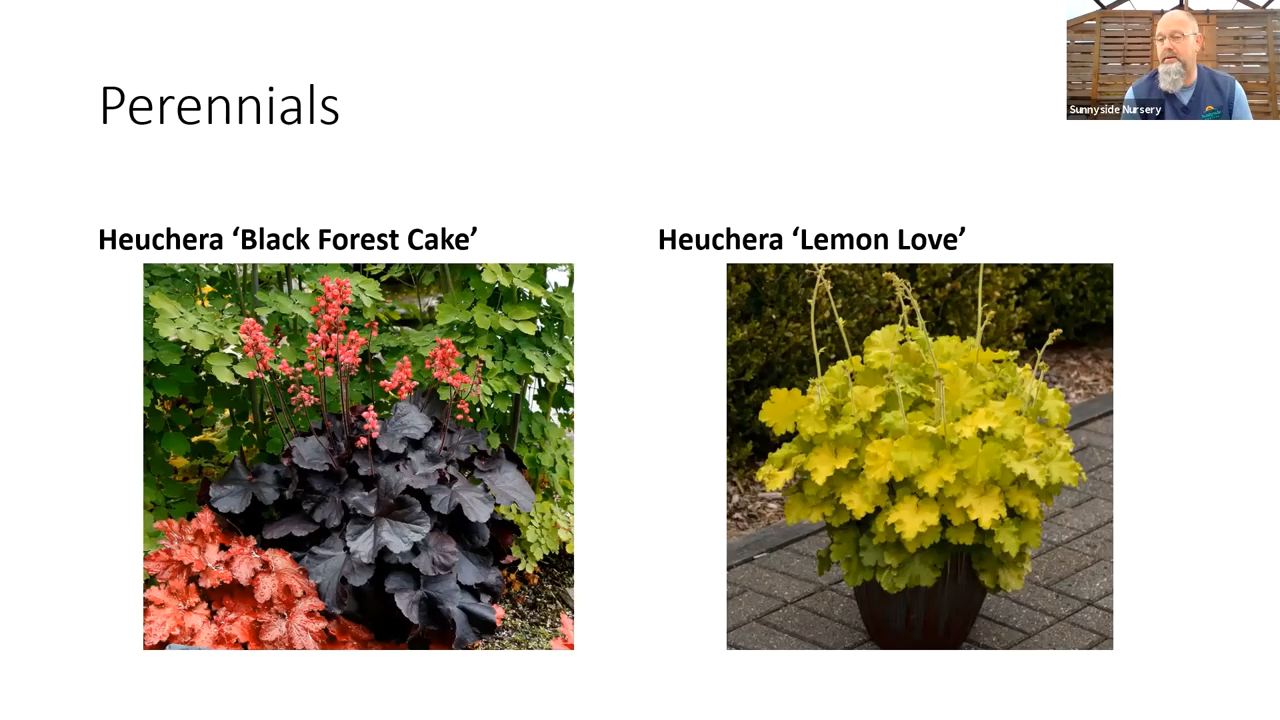 Sunnyside Nursery
Perennials
Heuchera ‘Black Forest Cake’
Heuchera ‘Lemon Love’